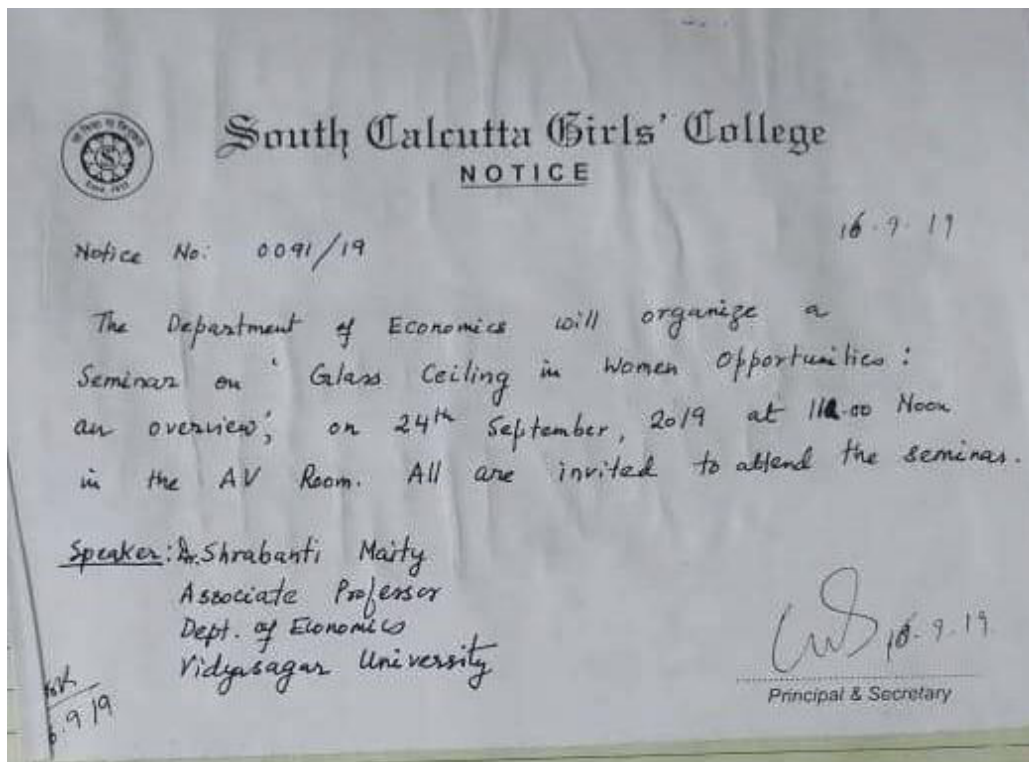 South Calcutta Girls' College
NOTICE
16.9.19
Notice No: 0091/19
The Department of Economics will organize a
Seminar on 'Glass Ceiling in Women Opportunities:
an overview', on 24th September, 2019 at Noon
in the AV Room. All are invited to attend the seminar.
Speaker: Dr. Shrabanti Maity
Associate Professor
Dept. of Economics
Vidyasagar University
16.9.19
Principal & Secretary